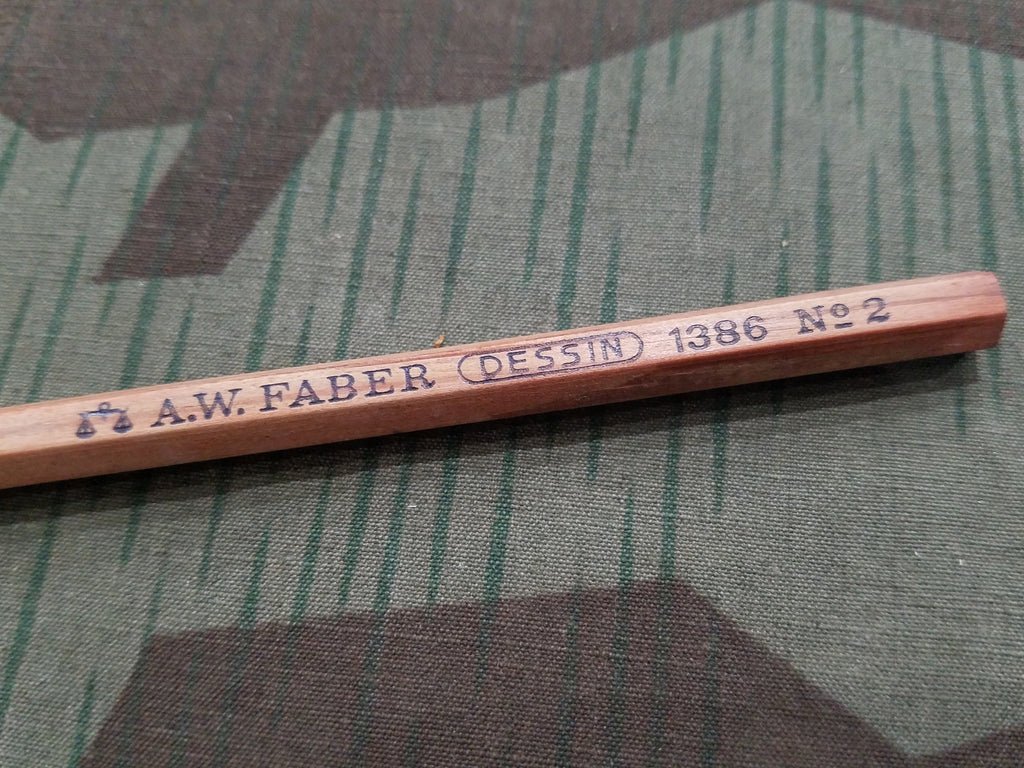 A.W. FABER DESSIN 1386 Nº 2